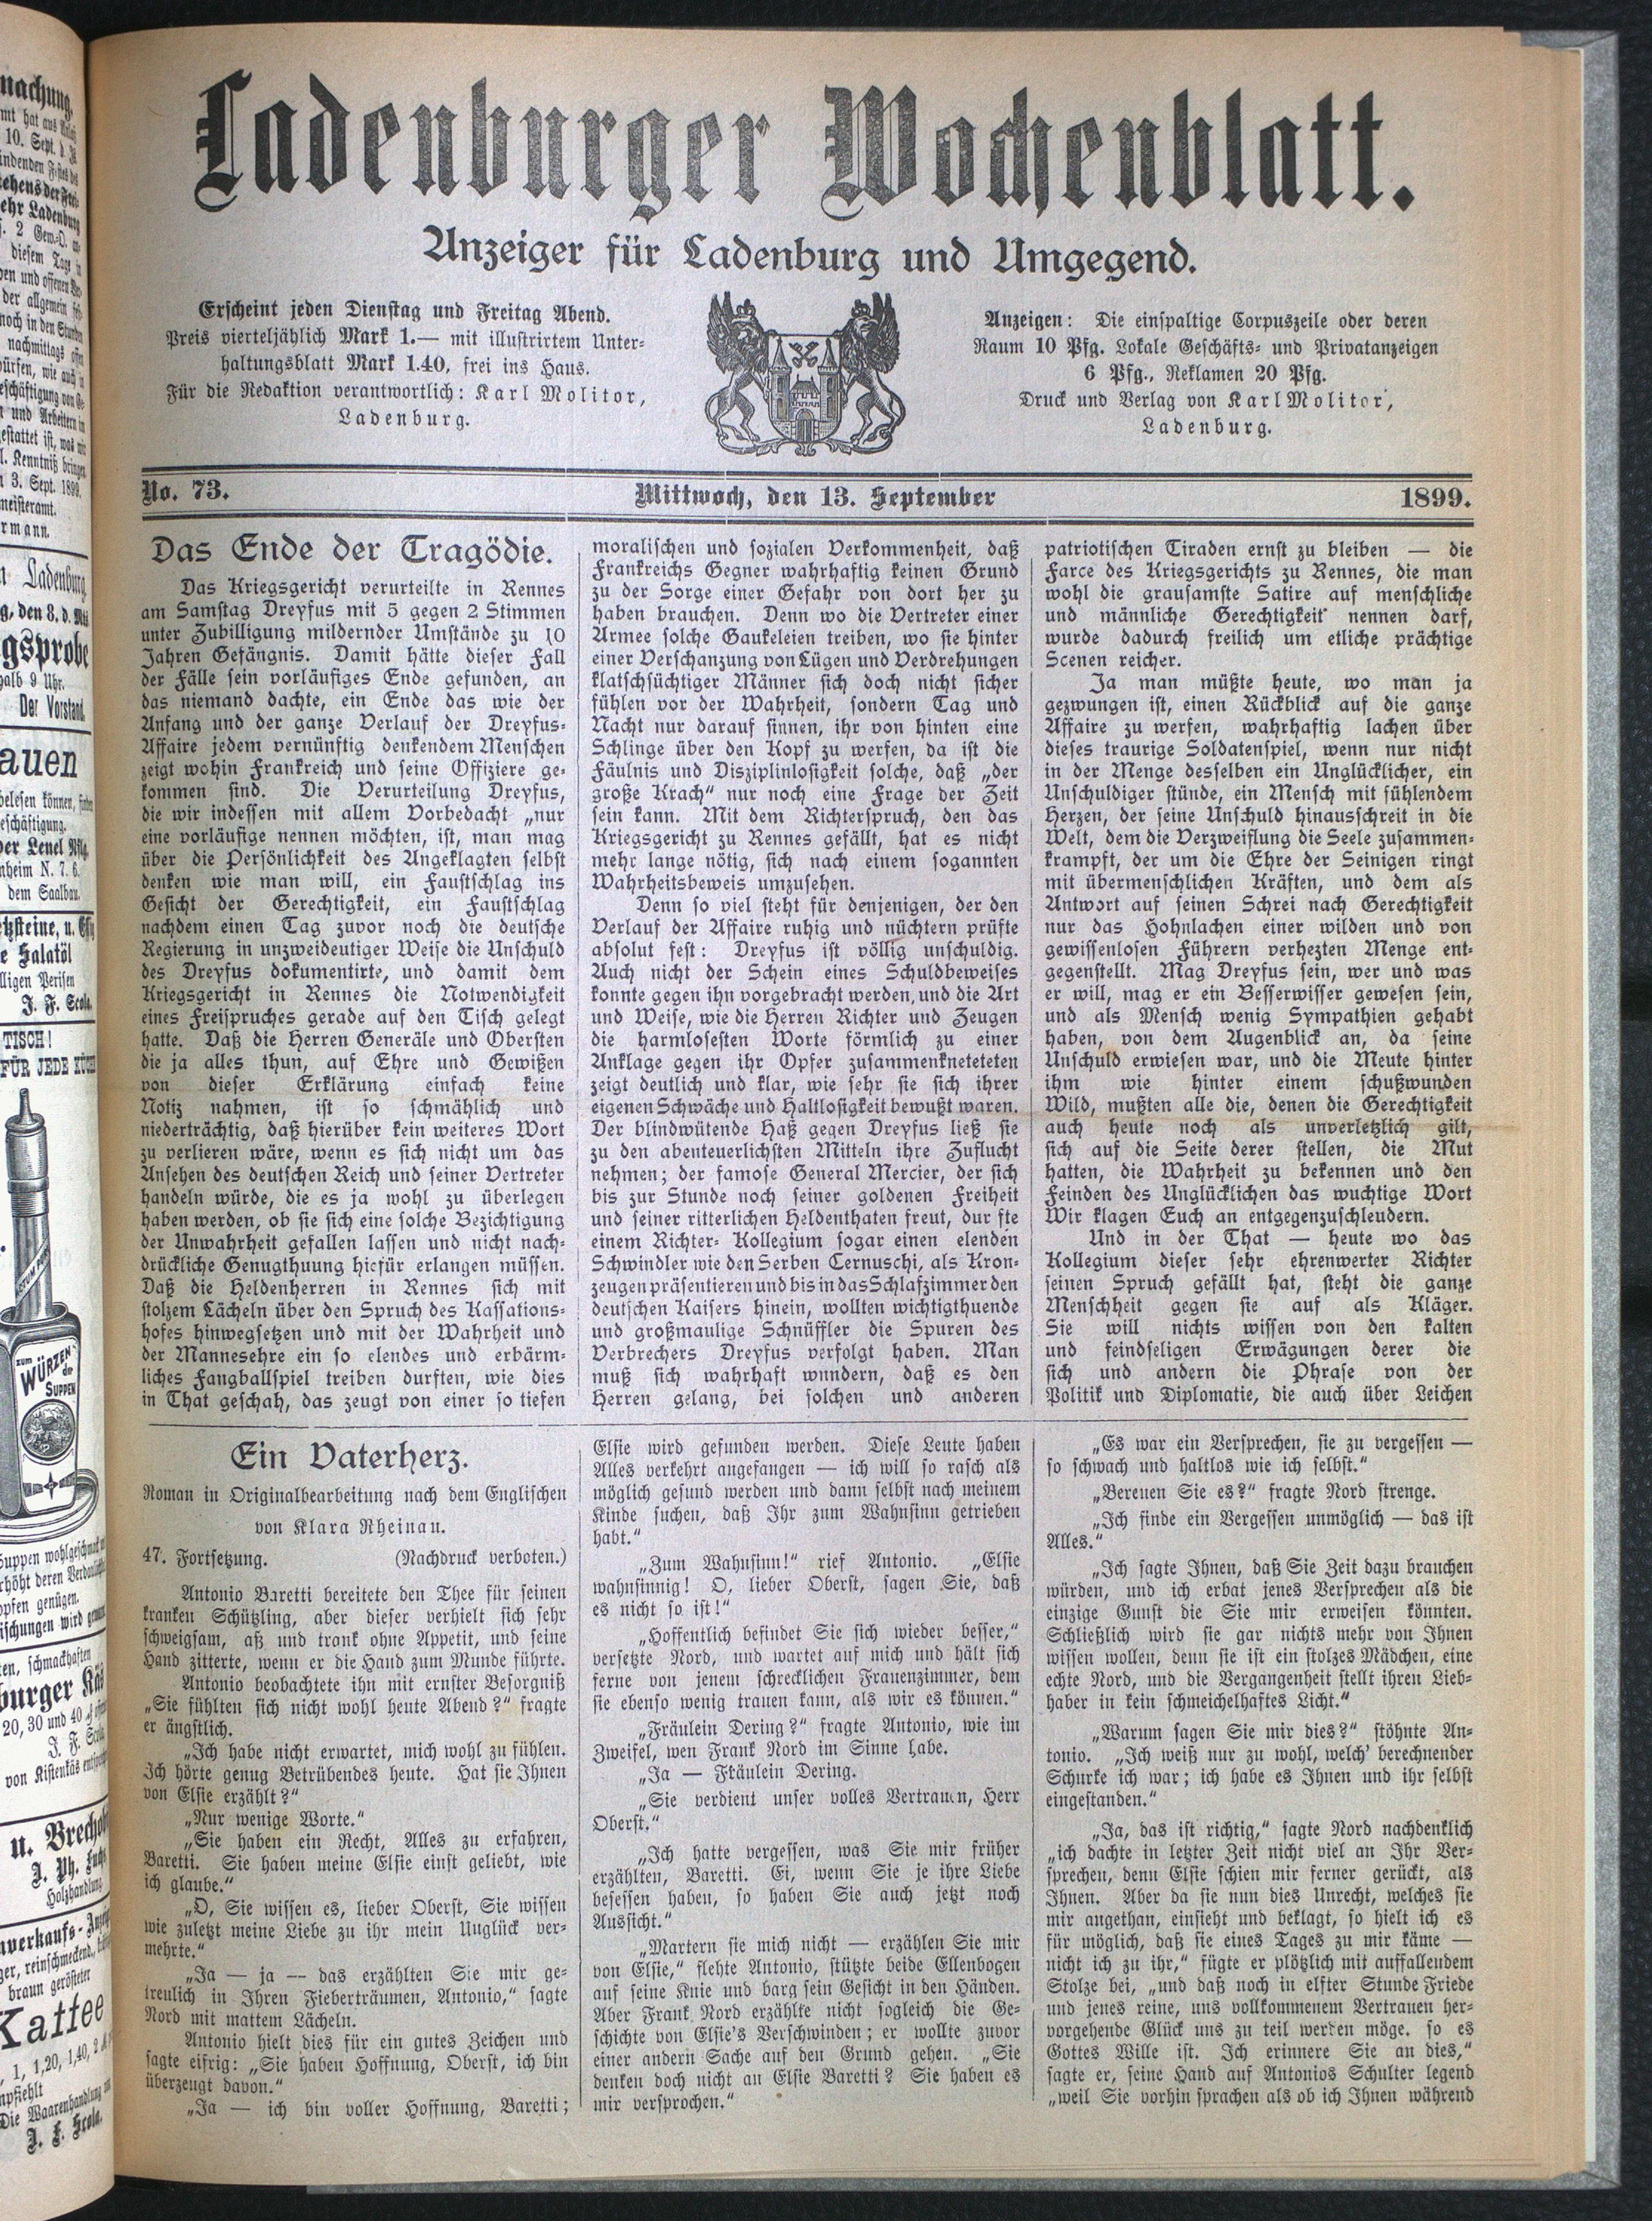 Ladenburger Wochenblatt.
Anzeiger für Ladenburg und Umgegend.
Erscheint jeden Dienstag und Freitag Abend.
Preis vierteljählich Mark 1.— mit illustrirtem Unter-
haltungsblatt Mark 1.40, frei ins Haus.
Für die Redaktion verantwortlich: Karl Molitor,
Ladenburg.
Anzeigen: Die einspaltige Corpuszeile oder deren
Raum 10 Pfg. Lokale Geschäfts- und Privatanzeigen
6 Pfg., Reklamen 20 Pfg.
Druck und Verlag von Karl Molitor,
Ladenburg.
No. 73.
Mittwoch, den 13. September
1899.
Das Ende der Tragödie.
Das Kriegsgericht verurteilte in Rennes
am Samstag Dreyfus mit 5 gegen 2 Stimmen
unter Zubilligung mildernder Umstände zu 10
Jahren Gefängnis. Damit hätte dieser Fall
der Fälle sein vorläufiges Ende gefunden, an
das niemand dachte, ein Ende das wie der
Anfang und der ganze Verlauf der Dreyfus-
Affaire jedem vernünftig denkendem Menschen
zeigt wohin Frankreich und seine Offiziere ge-
kommen sind. Die Verurteilung Dreyfus,
die wir indessen mit allem Vorbedacht „nur
eine vorläufige nennen möchten, ist, man mag
über die Persönlichkeit des Angeklagten selbst
denken wie man will, ein Faustschlag ins
Gesicht der Gerechtigkeit, ein Faustschlag
nachdem einen Tag zuvor noch die deutsche
Regierung in unzweideutiger Weise die Unschuld
des Dreyfus dokumentirte, und damit dem
Kriegsgericht in Rennes die Notwendigkeit
eines Freispruches gerade auf den Tisch gelegt
hatte. Daß die Herren Generäle und Obersten
die ja alles thun, auf Ehre und Gewißen
von dieser Erklärung einfach keine
Notiz nahmen, ist so schmählich und
niederträchtig, daß hierüber kein weiteres Wort
zu verlieren wäre, wenn es sich nicht um das
Ansehen des deutschen Reich und seiner Vertreter
handeln würde, die es ja wohl zu überlegen
haben werden, ob sie sich eine solche Bezichtigung
der Unwahrheit gefallen lassen und nicht nach-
drückliche Genugthuung hiefür erlangen müssen.
Daß die Heldenherren in Rennes sich mit
stolzem Lächeln über den Spruch des Kassations-
hofes hinwegsetzen und mit der Wahrheit und
der Mannesehre ein so elendes und erbärm-
liches Fangballspiel treiben durften, wie dies
in That geschah, das zeugt von einer so tiefen
moralischen und sozialen Verkommenheit, daß
Frankreichs Gegner wahrhaftig keinen Grund
zu der Sorge einer Gefahr von dort her zu
haben brauchen. Denn wo die Vertreter einer
Armee solche Gaukeleien treiben, wo sie hinter
einer Verschanzung von Lügen und Verdrehungen
klatschsüchtiger Männer sich doch nicht sicher
fühlen vor der Wahrheit, sondern Tag und
Nacht nur darauf sinnen, ihr von hinten eine
Schlinge über den Kopf zu werfen, da ist die
Fäulnis und Disziplinlosigkeit solche, daß „der
große Krach“ nur noch eine Frage der Zeit
sein kann. Mit dem Richterspruch, den das
Kriegsgericht zu Rennes gefällt, hat es nicht
mehr lange nötig, sich nach einem sogannten
Wahrheitsbeweis umzusehen.
Denn so viel steht für denjenigen, der den
Verlauf der Affaire ruhig und nüchtern prüfte
absolut fest: Dreyfus ist völlig unschuldig.
Auch nicht der Schein eines Schuldbeweises
konnte gegen ihn vorgebracht werden, und die Art
und Weise, wie die Herren Richter und Zeugen
die harmlosesten Worte förmlich zu einer
Anklage gegen ihr Opfer zusammenkneteteten
zeigt deutlich und klar, wie sehr sie sich ihrer
eigenen Schwäche und Haltlosigkeit bewußt waren.
Der blindwütende Haß gegen Dreyfus ließ sie
zu den abenteuerlichsten Mitteln ihre Zuflucht
nehmen; der famose General Mercier, der sich
bis zur Stunde noch seiner goldenen Freiheit
und seiner ritterlichen Heldenthaten freut, durfte
einem Richter- Kollegium sogar einen elenden
Schwindler wie den Serben Cernuschi, als Kron-
zeugen präsentieren und bis in das Schlafzimmer den
deutschen Kaisers hinein, wollten wichtigthuende
und großmaulige Schnüffler die Spuren des
Verbrechers Dreyfus verfolgt haben. Man
muß sich wahrhaft wundern, daß es den
Herren gelang, bei solchen und anderen
patriotischen Tiraden ernst zu bleiben — die
Farce des Kriegsgerichts zu Rennes, die man
wohl die grausamste Satire auf menschliche
und männliche Gerechtigkeit nennen darf,
wurde dadurch freilich um etliche prächtige
Scenen reicher.
Ja man müßte heute, wo man ja
gezwungen ist, einen Rückblick auf die ganze
Affaire zu werfen, wahrhaftig lachen über
dieses traurige Soldatenspiel, wenn nur nicht
in der Menge desselben ein Unglücklicher, ein
Unschuldiger stünde, ein Mensch mit fühlendem
Herzen, der seine Unschuld hinausschreit in die
Welt, dem die Verzweiflung die Seele zusammen-
krampft, der um die Ehre der Seinigen ringt
mit übermenschlichen Kräften, und dem als
Antwort auf seinen Schrei nach Gerechtigkeit
nur das Hohnlachen einer wilden und von
gewissenlosen Führern verhezten Menge ent-
gegenstellt. Mag Dreyfus sein, wer und was
er will, mag er ein Besserwisser gewesen sein,
und als Mensch wenig Sympathien gehabt
haben, von dem Augenblick an, da seine
Unschuld erwiesen war, und die Meute hinter
ihm wie hinter einem schußwunden
Wild, mußten alle die, denen die Gerechtigkeit
auch heute noch als unverletzlich gilt,
sich auf die Seite derer stellen, die Mut
hatten, die Wahrheit zu bekennen und den
Feinden des Unglücklichen das wuchtige Wort
Wir klagen Euch an entgegenzuschleudern.
Und in der That — heute wo das
Kollegium dieser sehr ehrenwerter Richter
seinen Spruch gefällt hat, steht die ganze
Menschheit gegen sie auf als Kläger.
Sie will nichts wissen von den kalten
und feindseligen Erwägungen derer die
sich und andern die Phrase von der
Politik und Diplomatie, die auch über Leichen
Ein Vaterherz.
Roman in Originalbearbeitung nach dem Englischen
von Klara Rheinau.
47. Fortsetzung. (Nachdruck verboten.)
Antonio Baretti bereitete den Thee für seinen
kranken Schützling, aber dieser verhielt sich sehr
schweigsam, aß und trank ohne Appetit, und seine
Hand zitterte, wenn er die Hand zum Munde führte.
Antonio beobachtete ihn mit ernster Besorgniß
„Sie fühlten sich nicht wohl heute Abend?“ fragte
er ängstlich.
„Ich habe nicht erwartet, mich wohl zu fühlen.
Ich hörte genug Betrübendes heute. Hat sie Ihnen
von Elsie erzählt?“
„Nur wenige Worte.“
„Sie haben ein Recht, Alles zu erfahren,
Baretti. Sie haben meine Elsie einst geliebt, wie
ich glaube.“
„O, Sie wissen es, lieber Oberst, Sie wissen
wie zuletzt meine Liebe zu ihr mein Unglück ver-
mehrte.“
„Ja — ja — das erzählten Sie mir ge-
treulich in Ihren Fieberträumen, Antonio,“ sagte
Nord mit mattem Lächeln.
Antonio hielt dies für ein gutes Zeichen und
sagte eifrig: „Sie haben Hoffnung, Oberst, ich bin
überzeugt davon.“
„Ja — ich bin voller Hoffnung, Baretti;
Elsie wird gefunden werden. Diese Leute haben
Alles verkehrt angefangen — ich will so rasch als
möglich gesund werden und dann selbst nach meinem
Kinde suchen, daß Ihr zum Wahnsinn getrieben
habt.“
„Zum Wahnsinn!“ rief Antonio. „Elsie
wahnsinnig! O, lieber Oberst, sagen Sie, daß
es nicht so ist!“
„Hoffentlich befindet Sie sich wieder besser,“
versetzte Nord, und wartet auf mich und hält sich
ferne von jenem schrecklichen Frauenzimmer, dem
sie ebenso wenig trauen kann, als wir es können.“
„Fräulein Dering?“ fragte Antonio, wie im
Zweifel, wen Frank Nord im Sinne habe.
„Ja — Fräulein Dering.
„Sie verdient unser volles Vertrauen, Herr
Oberst.“
„Ich hatte vergessen, was Sie mir früher
erzählten, Baretti. Ei, wenn Sie je ihre Liebe
besessen haben, so haben Sie auch jetzt noch
Aussicht.“
„Martern sie mich nicht — erzählen Sie mir
von Elsie,“ flehte Antonio, stützte beide Ellenbogen
auf seine Knie und barg sein Gesicht in den Händen.
Aber Frank Nord erzählte nicht sogleich die Ge-
schichte von Elsie's Verschwinden; er wollte zuvor
einer andern Sache auf den Grund gehen. „Sie
denken doch nicht an Elsie Baretti? Sie haben es
mir versprochen.“
„Es war ein Versprechen, sie zu vergessen —
so schwach und haltlos wie ich selbst.“
„Bereuen Sie es?“ fragte Nord strenge.
„Ich finde ein Vergessen unmöglich — das ist
Alles.“
„Ich sagte Ihnen, daß Sie Zeit dazu brauchen
würden, und ich erbat jenes Versprechen als die
einzige Gunst die Sie mir erweisen könnten.
Schließlich wird sie gar nichts mehr von Ihnen
wissen wollen, denn sie ist ein stolzes Mädchen, eine
echte Nord, und die Vergangenheit stellt ihren Lieb-
haber in kein schmeichelhaftes Licht.“
„Warum sagen Sie mir dies?“ stöhnte An-
tonio. „Ich weiß nur zu wohl, welch' berechnender
Schurke ich war; ich habe es Ihnen und ihr selbst
eingestanden.“
„Ja, das ist richtig,“ sagte Nord nachdenklich
„ich dachte in letzter Zeit nicht viel an Ihr Ver-
sprechen, denn Elsie schien mir ferner gerückt, als
Ihnen. Aber da sie nun dies Unrecht, welches sie
mir angethan, einsieht und beklagt, so hielt ich es
für möglich, daß sie eines Tages zu mir käme —
nicht ich zu ihr,“ fügte er plötzlich mit auffallendem
Stolze bei, „und daß noch in elfter Stunde Friede
und jenes reine, uns vollkommenem Vertrauen her-
vorgehende Glück uns zu teil werden möge. so es
Gottes Wille ist. Ich erinnere Sie an dies,“
sagte er, seine Hand auf Antonios Schulter legend
„weil Sie vorhin sprachen als ob ich Ihnen während